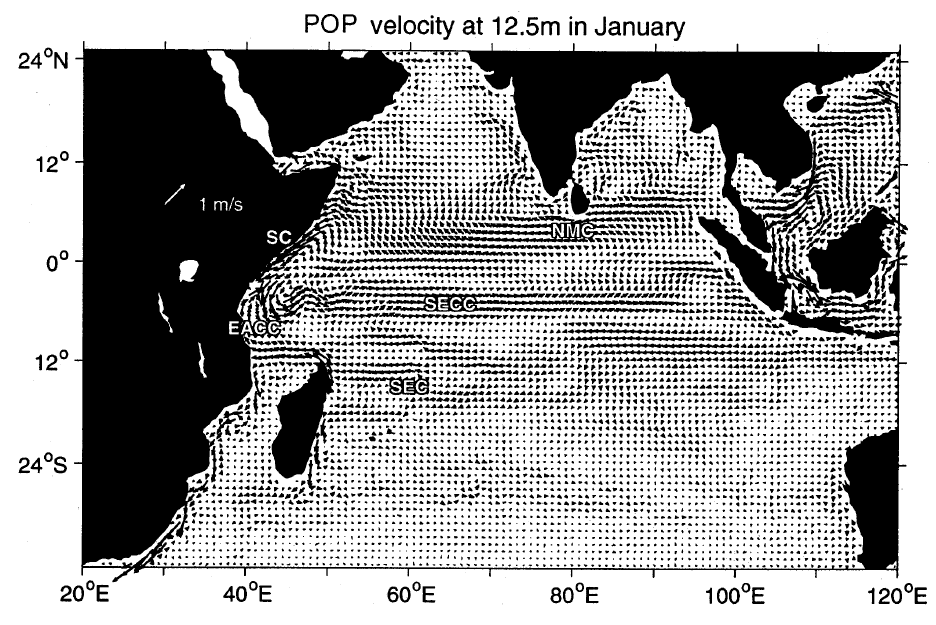 POP velocity at 12.5m in January
24°N
12°
1 m/s
SC
NMC
0°
SECC
EACC
12°
SEC
24°S
20°E 40°E 60°E 80°E 100°E 120°E